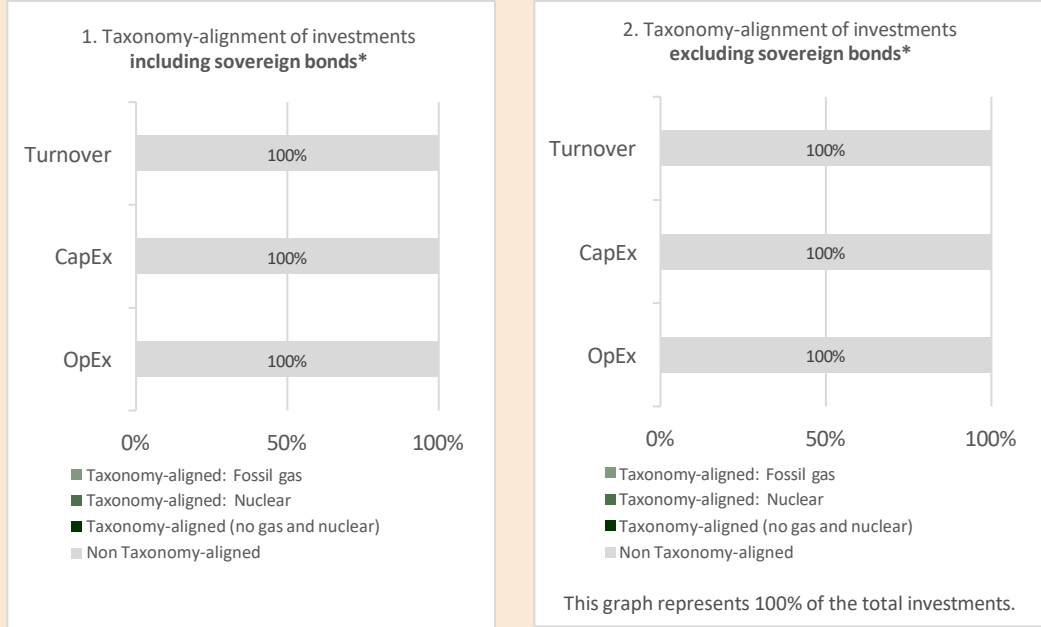 1. Taxonomy-alignment of investments
including sovereign bonds*
Turnover
100%
CapEx
100%
OpEx
100%
0%
50%
100%
Taxonomy-aligned: Fossil gas
Taxonomy-aligned: Nuclear
Taxonomy-aligned (no gas and nuclear)
Non Taxonomy-aligned
2. Taxonomy-alignment of investments
excluding sovereign bonds*
Turnover
100%
CapEx
100%
OpEx
100%
0%
50%
100%
Taxonomy-aligned: Fossil gas
Taxonomy-aligned: Nuclear
Taxonomy-aligned (no gas and nuclear)
Non Taxonomy-aligned
This graph represents 100% of the total investments.